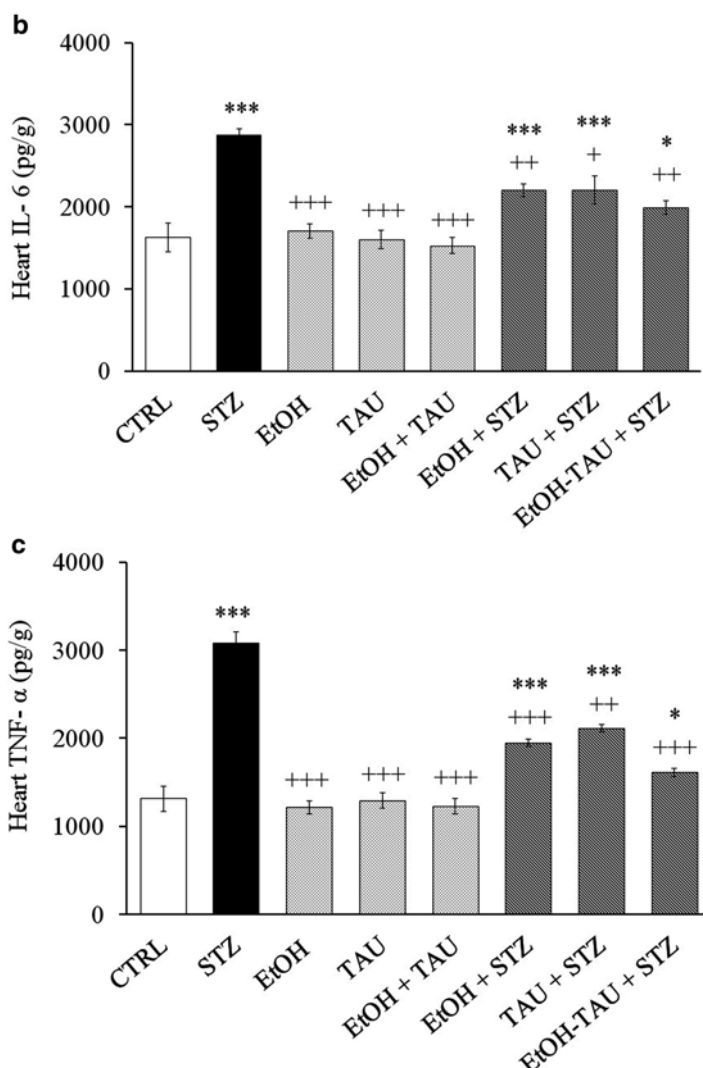 b
Heart IL- 6 (pg/g)
4000
3000
2000
1000
0
***
+++
+++
+++
***
++
***
+
*
++
CTRL
STZ
EtOH
TAU
EtOH + TAU
EtOH + STZ
TAU + STZ
EtOH-TAU + STZ
c
Heart TNF- α (pg/g)
4000
3000
2000
1000
0
***
+++
+++
+++
***
+++
***
++
*
+++
CTRL
STZ
EtOH
TAU
EtOH + TAU
EtOH + STZ
TAU + STZ
EtOH-TAU + STZ